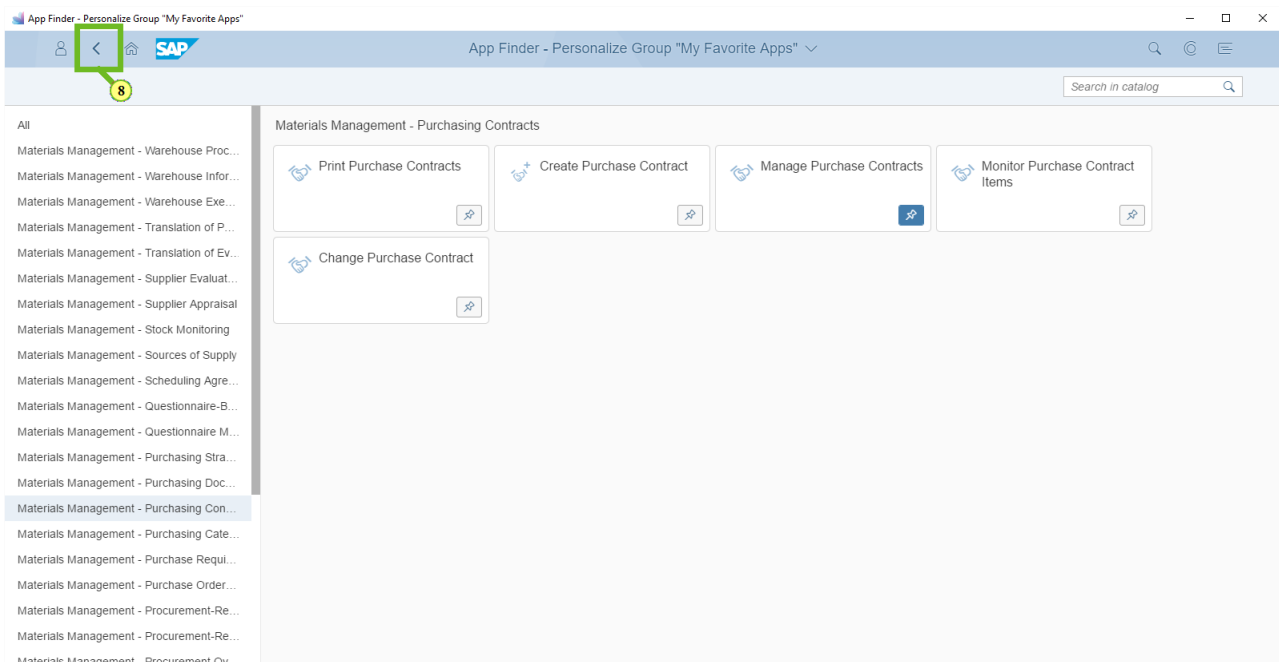 App Finder - Personalize Group "My Favorite Apps"
SAP
App Finder - Personalize Group "My Favorite Apps"
8
Search in catalog
All
Materials Management - Warehouse Proc...
Materials Management - Warehouse Infor...
Materials Management - Warehouse Exe...
Materials Management - Translation of P...
Materials Management - Translation of Ev...
Materials Management - Supplier Evaluat...
Materials Management - Supplier Appraisal
Materials Management - Stock Monitoring
Materials Management - Sources of Supply
Materials Management - Scheduling Agre...
Materials Management - Questionnaire-B...
Materials Management - Questionnaire M...
Materials Management - Purchasing Stra...
Materials Management - Purchasing Doc...
Materials Management - Purchasing Con...
Materials Management - Purchasing Cate...
Materials Management - Purchase Requi...
Materials Management - Purchase Order...
Materials Management - Procurement-Re...
Materials Management - Procurement-Re...
Materials Management - Procurement Ov...
Materials Management - Purchasing Contracts
Print Purchase Contracts
Create Purchase Contract
Manage Purchase Contracts
Monitor Purchase Contract
Items
Change Purchase Contract